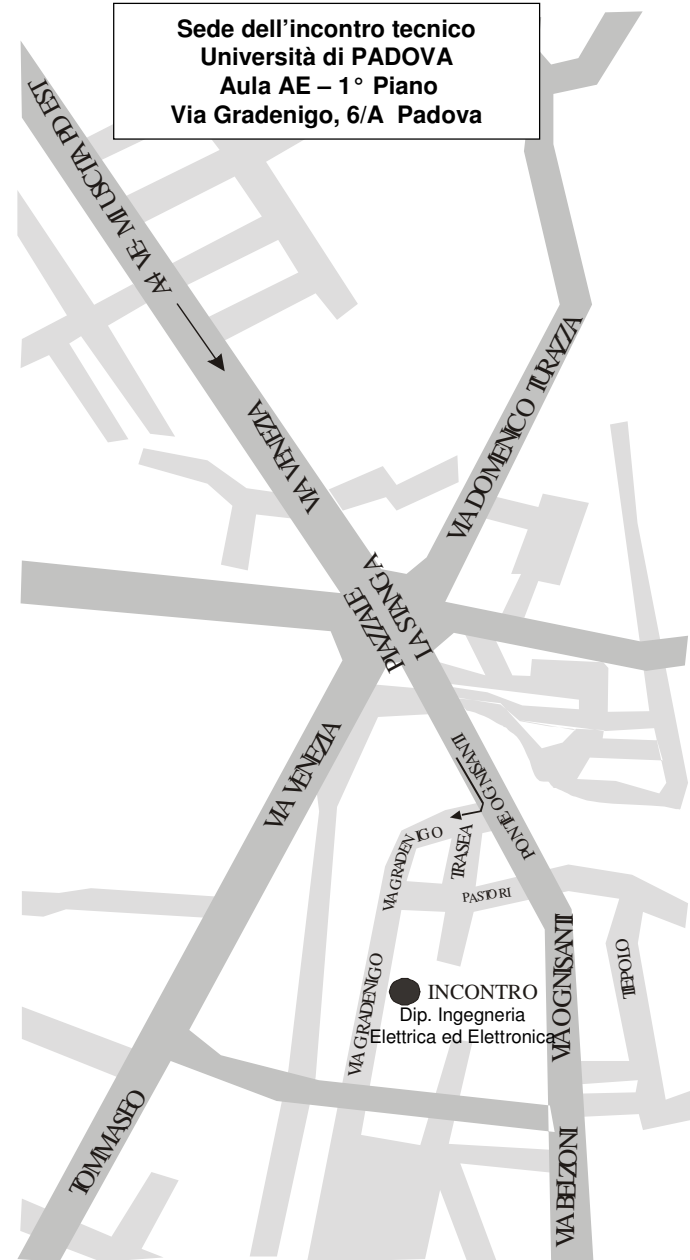 Sede dell'incontro tecnico
Università di PADOVA
Aula AE – 1° Piano
Via Gradenigo, 6/A  Padova
A4 VE- MI USCITA PD EST
VIA VENEZIA
VIA DOMENICO TURAZZA
PIAZZALE
LA STANGA
VIA VENEZIA
PONTE OGNISANTI
VIA GRADENIGO
TRASEA
PASTORI
VIA GRADENIGO
INCONTRO
Dip. Ingegneria
Elettrica ed Elettronica
VIA OGNISANTI
TIEPOLO
TOMMASEO
VIA BELZONI